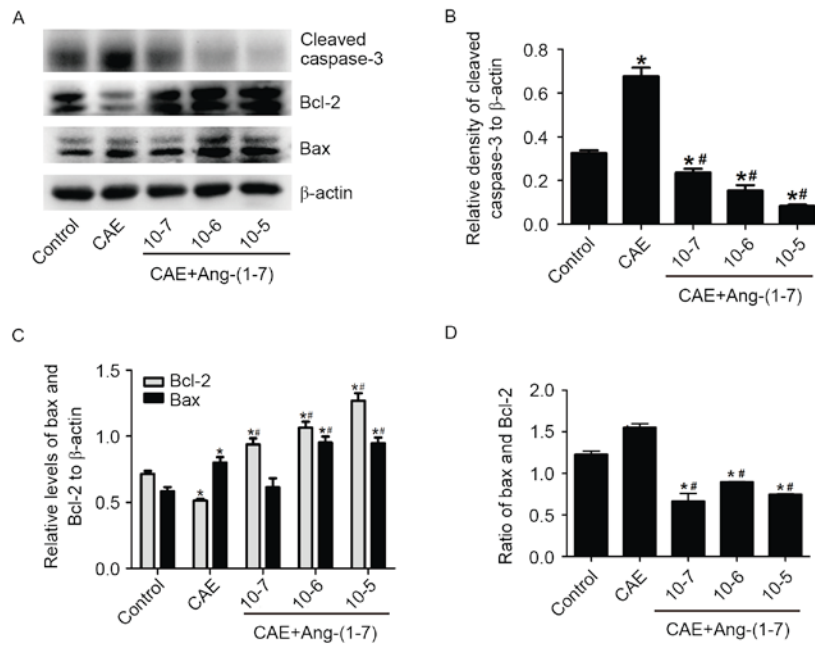 A
Cleaved
caspase-3
Bcl-2
Bax
β-actin
Control
CAE
10-7
10-6
10-5
CAE+Ang-(1-7)
B
Relative density of cleaved
caspase-3 to β-actin
0.8
0.6
0.4
0.2
0.0
*
*#
*#
*#
Control
CAE
10-7
10-6
10-5
CAE+Ang-(1-7)
C
Relative levels of bax and
Bcl-2 to β-actin
1.5
1.0
0.5
0.0
Bcl-2
Bax
*
*
*#
*#
*#
*#
*#
Control
CAE
10-7
10-6
10-5
CAE+Ang-(1-7)
D
Ratio of bax and Bcl-2
2.0
1.5
1.0
0.5
0.0
*#
*#
*#
Control
CAE
10-7
10-6
10-5
CAE+Ang-(1-7)